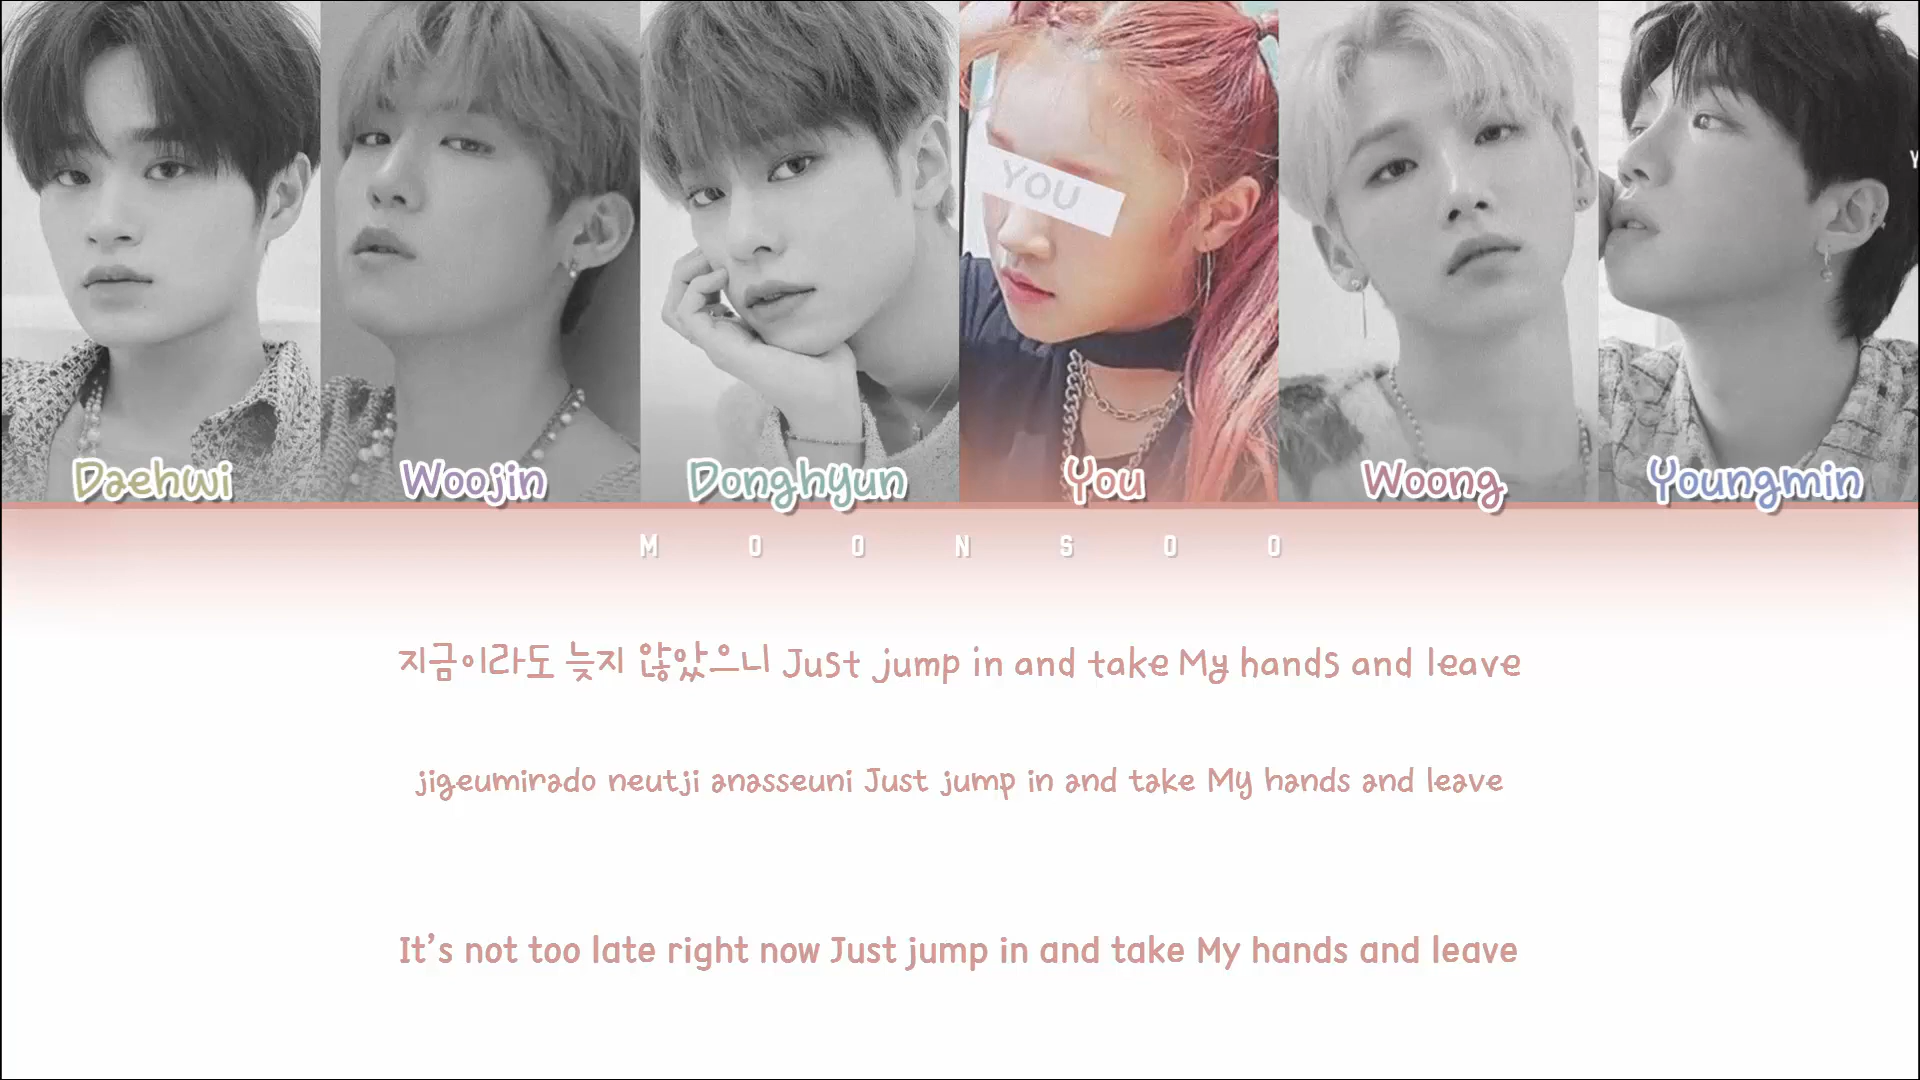 YOU
Y
Daehwi Woojin Donghyun You Woong Youngmin
MOONSOO
지금이라도 늦지 않았으니 Just jump in and take My hands and leave
jigeumirado neutji anasseuni Just jump in and take My hands and leave
It's not too late right now Just jump in and take My hands and leave